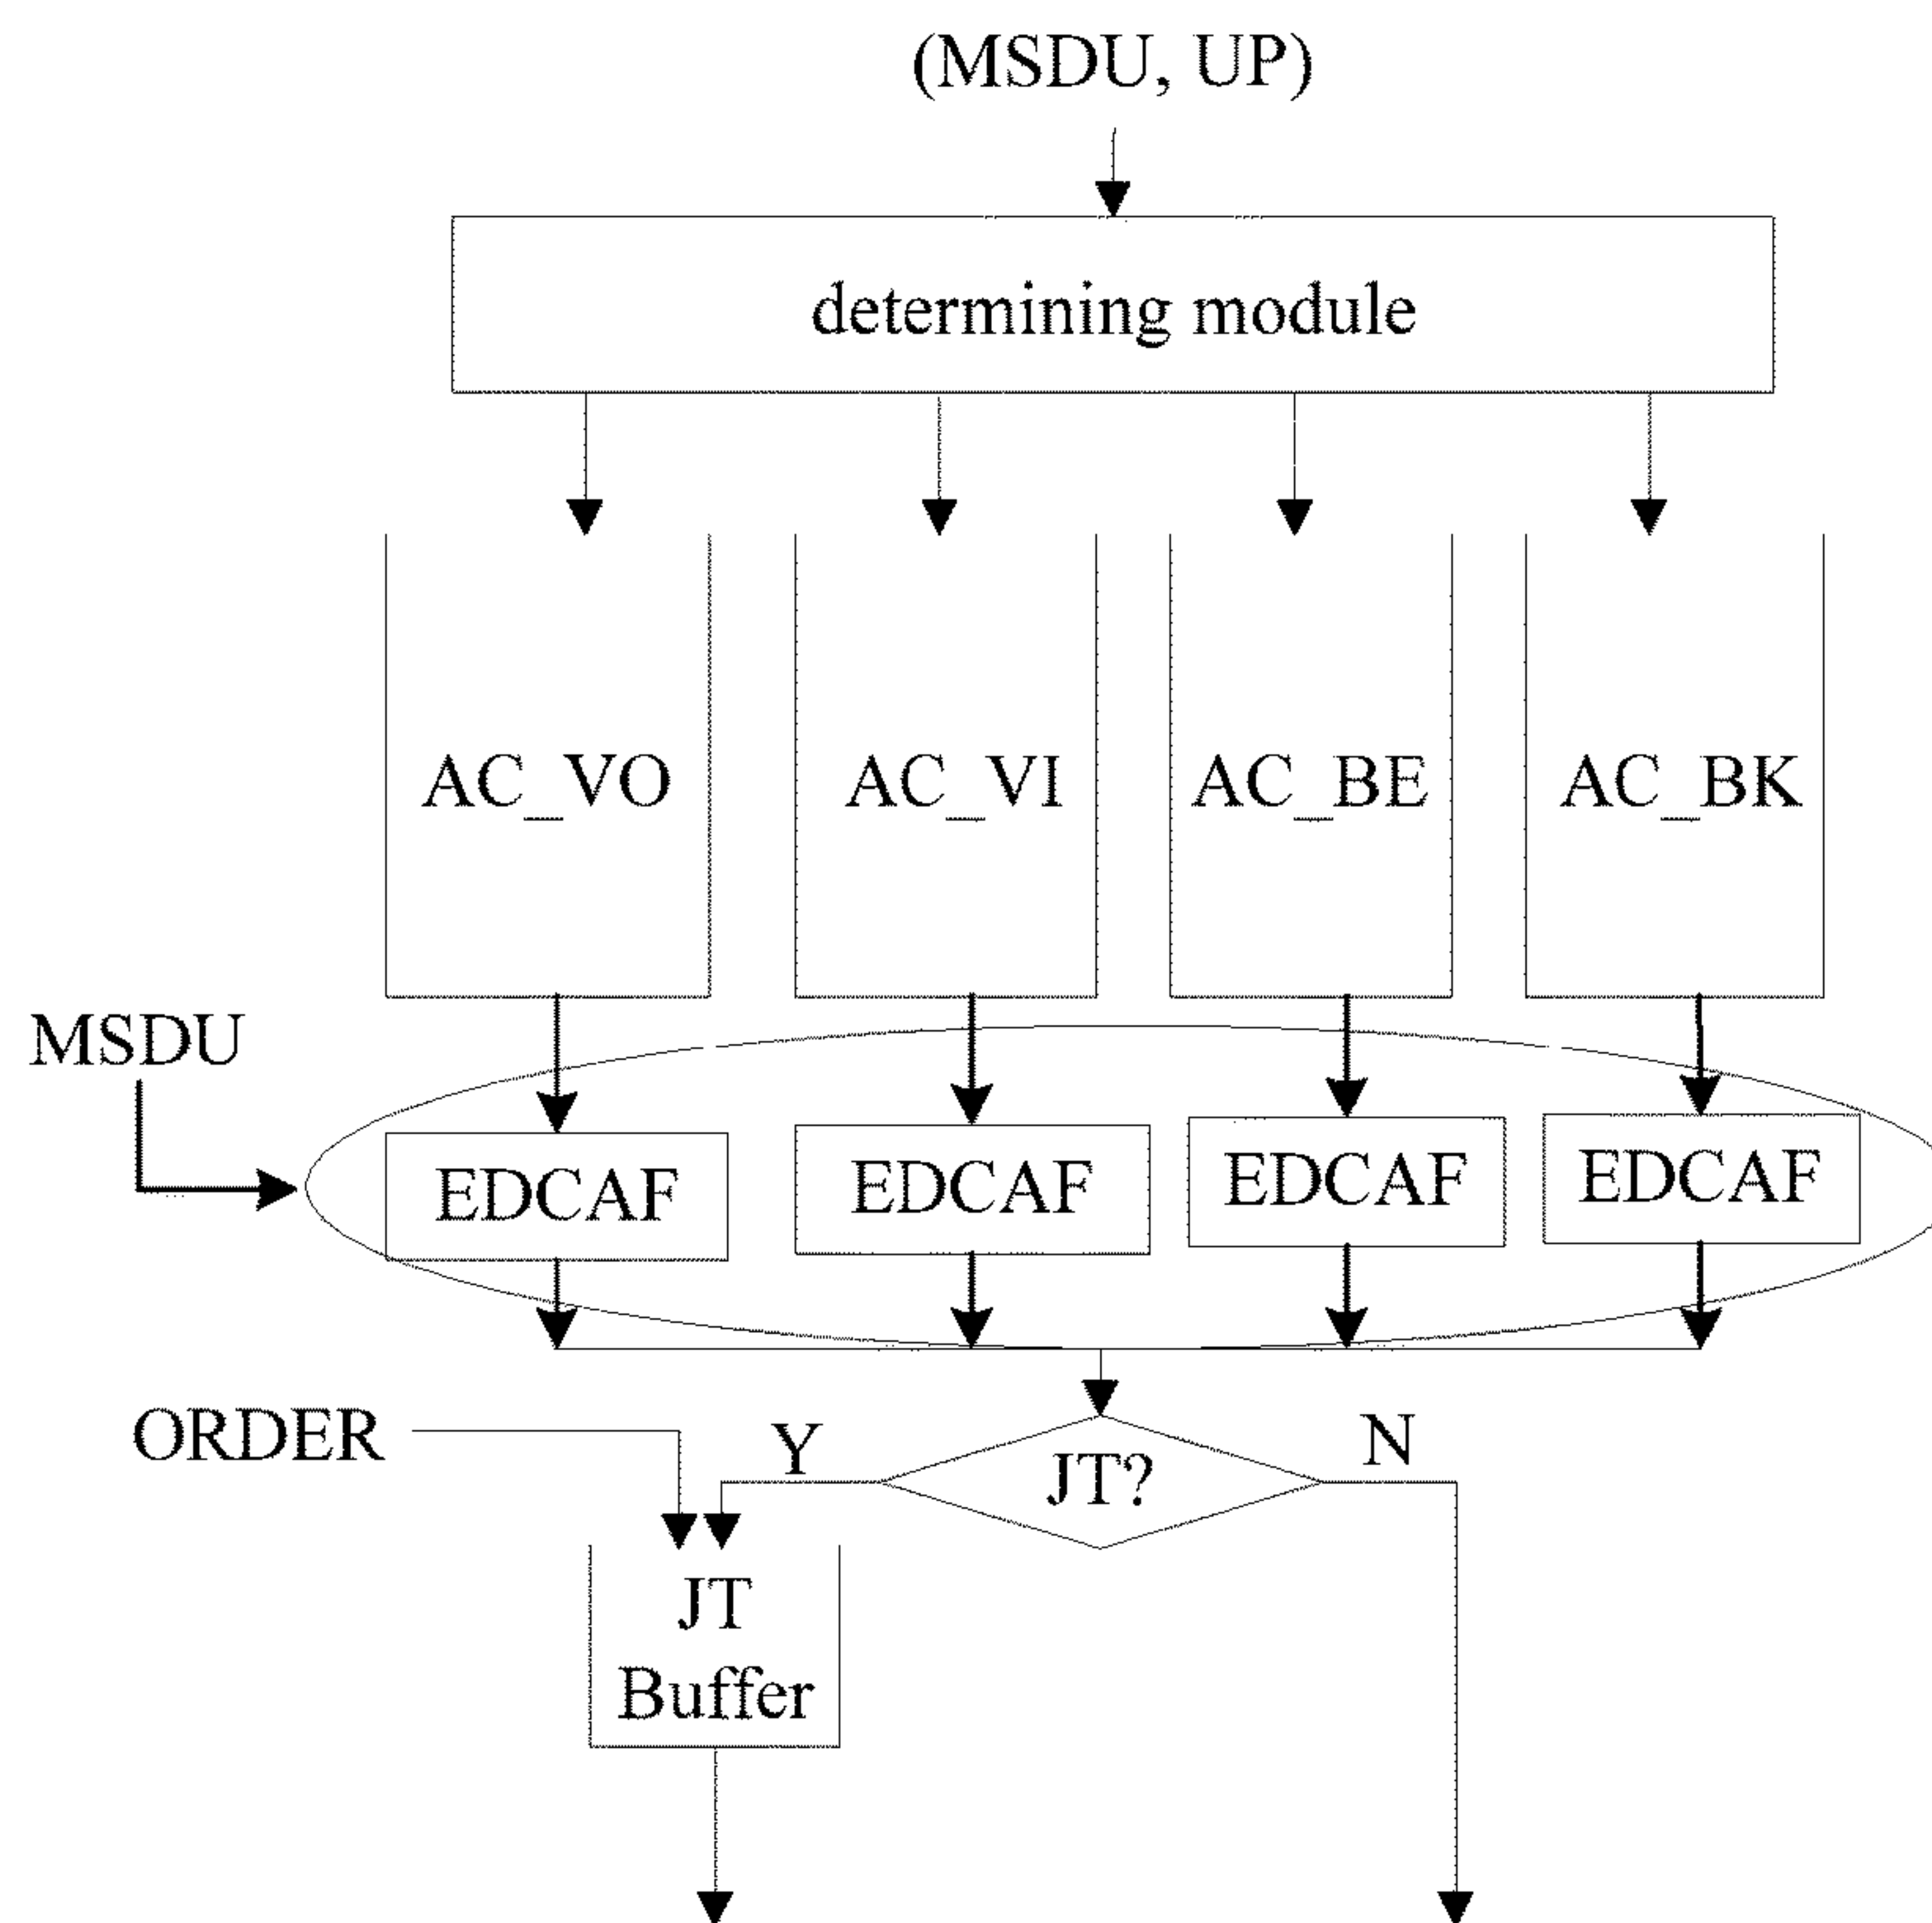 (MSDU, UP)
determining module
AC_VO
AC_VI
AC_BE
AC_BK
MSDU
EDCAF
EDCAF
EDCAF
EDCAF
ORDER
Y
JT?
N
JT
Buffer